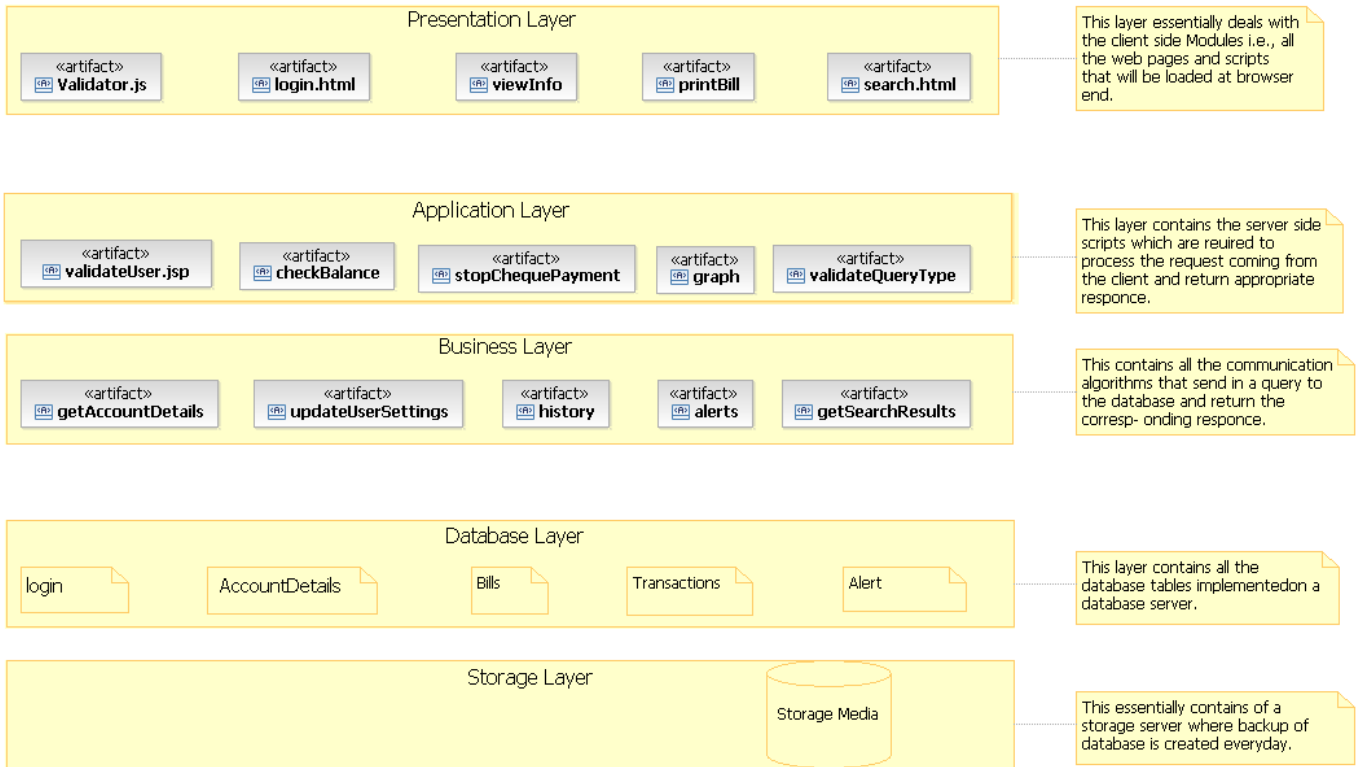 Presentation Layer
«artifact»
Validator.js
«artifact»
login.html
«artifact»
viewInfo
«artifact»
printBill
«artifact»
search.html
This layer essentially deals with
the client side Modules i.e., all
the web pages and scripts
that will be loaded at browser
end.
Application Layer
«artifact»
validateUser.jsp
«artifact»
checkBalance
«artifact»
stopChequePayment
«artifact»
graph
«artifact»
validateQueryType
This layer contains the server side
scripts which are reuired to
process the request coming from
the client and return appropriate
responce.
Business Layer
«artifact»
getAccountDetails
«artifact»
updateUserSettings
«artifact»
history
«artifact»
alerts
«artifact»
getSearchResults
This contains all the communication
algorithms that send in a query to
the database and return the
corresp- onding responce.
Database Layer
login
AccountDetails
Bills
Transactions
Alert
This layer contains all the
database tables implementedon a
database server.
Storage Layer
Storage Media
This essentially contains of a
storage server where backup of
database is created everyday.